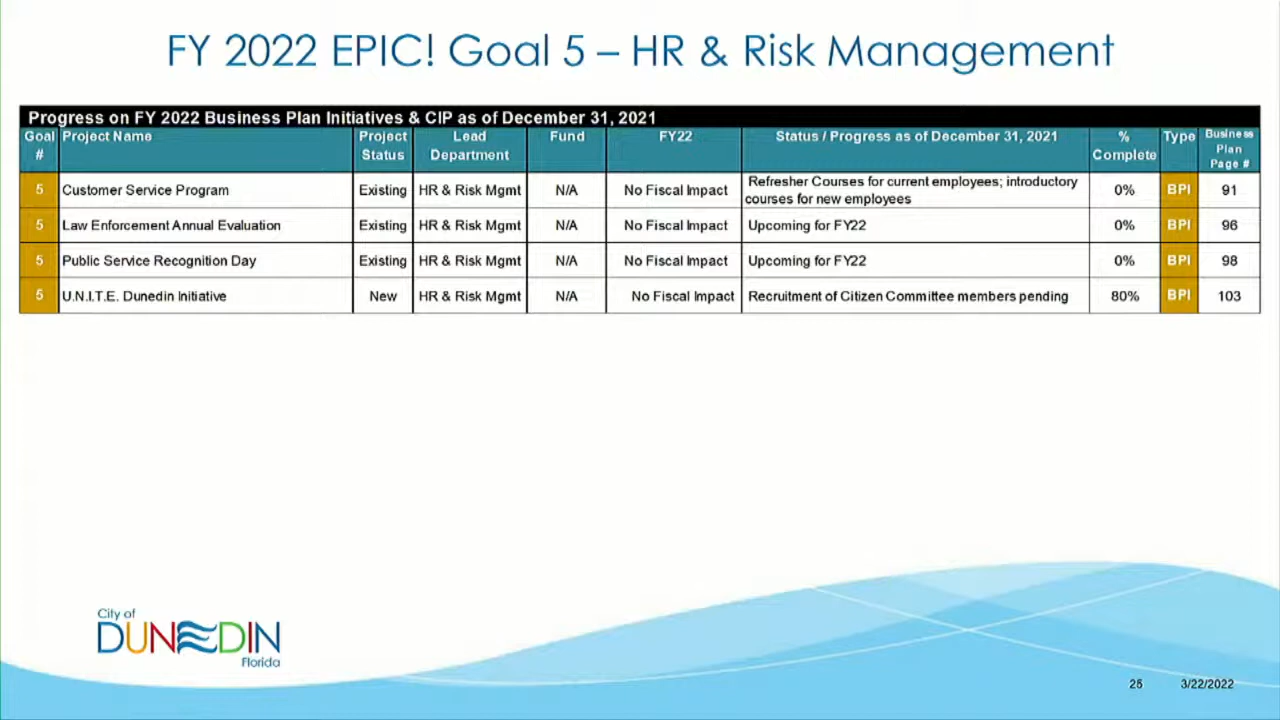 FY 2022 EPIC! Goal 5 – HR & Risk Management
Progress on FY 2022 Business Plan Initiatives & CIP as of December 31, 2021
Goal # Project Name Project Status Lead Department Fund FY22 Status / Progress as of December 31, 2021 % Complete Type Business Plan Page #
5 Customer Service Program Existing HR & Risk Mgmt N/A No Fiscal Impact Refresher Courses for current employees; introductory courses for new employees 0% BPI 91
5 Law Enforcement Annual Evaluation Existing HR & Risk Mgmt N/A No Fiscal Impact Upcoming for FY22 0% BPI 96
5 Public Service Recognition Day Existing HR & Risk Mgmt N/A No Fiscal Impact Upcoming for FY22 0% BPI 98
5 U.N.I.T.E. Dunedin Initiative New HR & Risk Mgmt N/A No Fiscal Impact Recruitment of Citizen Committee members pending 80% BPI 103
City of
DUNEDIN
Florida
25 3/22/2022